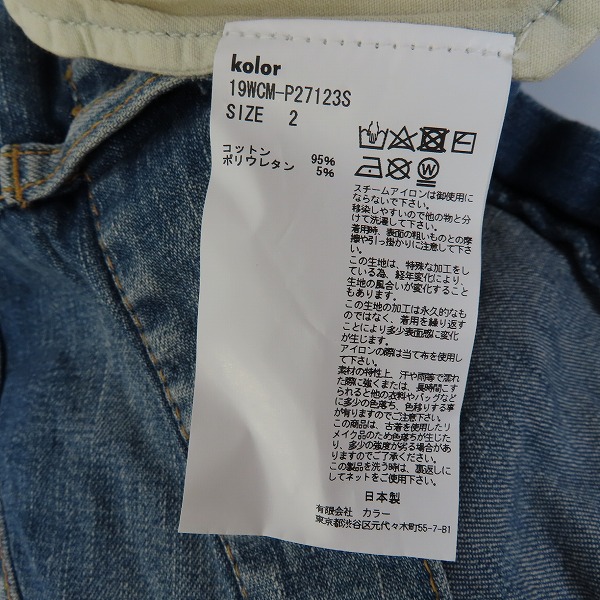 kolor
19WCM-P27123S
SIZE 2
コットン 95%
ポリウレタン 5%
W
スチームアイロンは御使用に
ならないで下さい。
移染しやすいので他の物と分
けて洗濯して下さい。
着用時、表面の粗いものとの摩
擦や引っ掛かりに注意して下さ
い。
この生地は、特殊な加工をし
ている為、経年変化により、
生地の風合いが変化すること
もあります。
この生地の加工は永久的なも
のではなく、着用を繰り返す
ことにより多少表面感に変化
が生じます。
アイロンの際は当て布を使用し
て下さい。
素材の特性上、汗や雨等で濡れ
た際に強くまたは、長時間こす
られると他の衣料やバッグなど
に多少の色落ち、色移りする事
が有りますのでご注意下さい。
この商品は、古着を使用したリ
メイク品のため色落ちが生じた
り、多少の強度が劣る場合があ
りますのでご了承ください。
この製品を洗う時は、裏返しに
してネットをご使用下さい。
日本製
有限会社 カラー
東京都渋谷区元代々木町55-7-B1